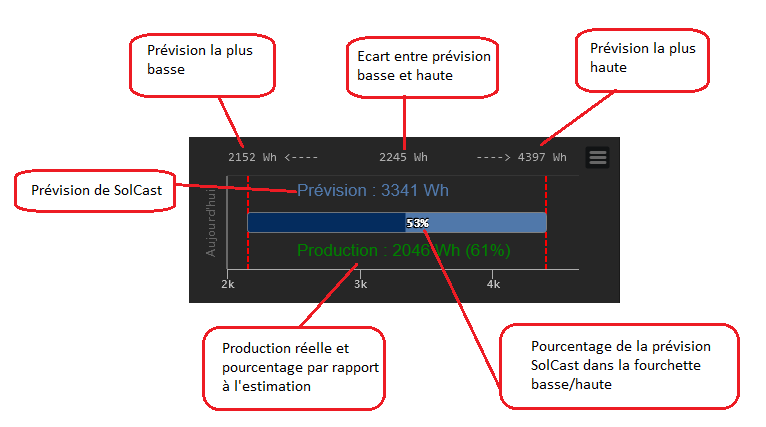 Prévision la plus
basse
Ecart entre prévision
basse et haute
Prévision la plus
haute
2152 Wh <----
2245 Wh
----> 4397 Wh
Prévision de SolCast
Prévision : 3341 Wh
Aujourd'hui
53%
Production : 2046 Wh (61%)
2k
3k
4k
Production réelle et
pourcentage par rapport
à l'estimation
Pourcentage de la prévision
SolCast dans la fourchette
basse/haute